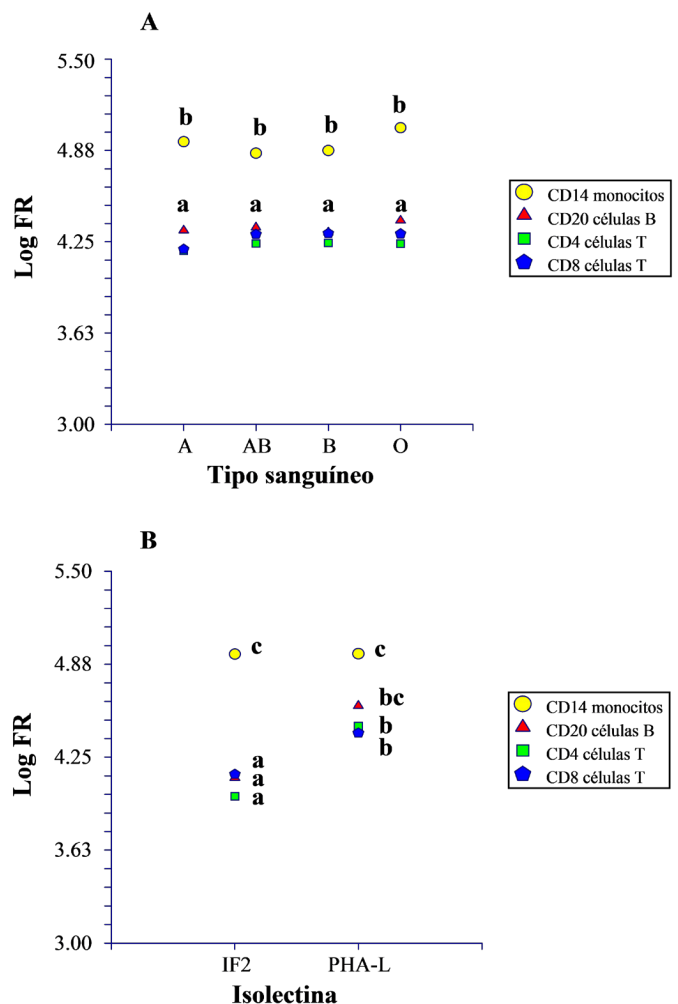 A
5.50
4.88
4.25
3.63
3.00
Log FR
b b b b
a a a a
A AB B O
Tipo sanguíneo
CD14 monocitos
CD20 células B
CD4 células T
CD8 células T
B
5.50
4.88
4.25
3.63
3.00
Log FR
c c
bc
b
b
a
a
a
IF2 PHA-L
Isolectina
CD14 monocitos
CD20 células B
CD4 células T
CD8 células T